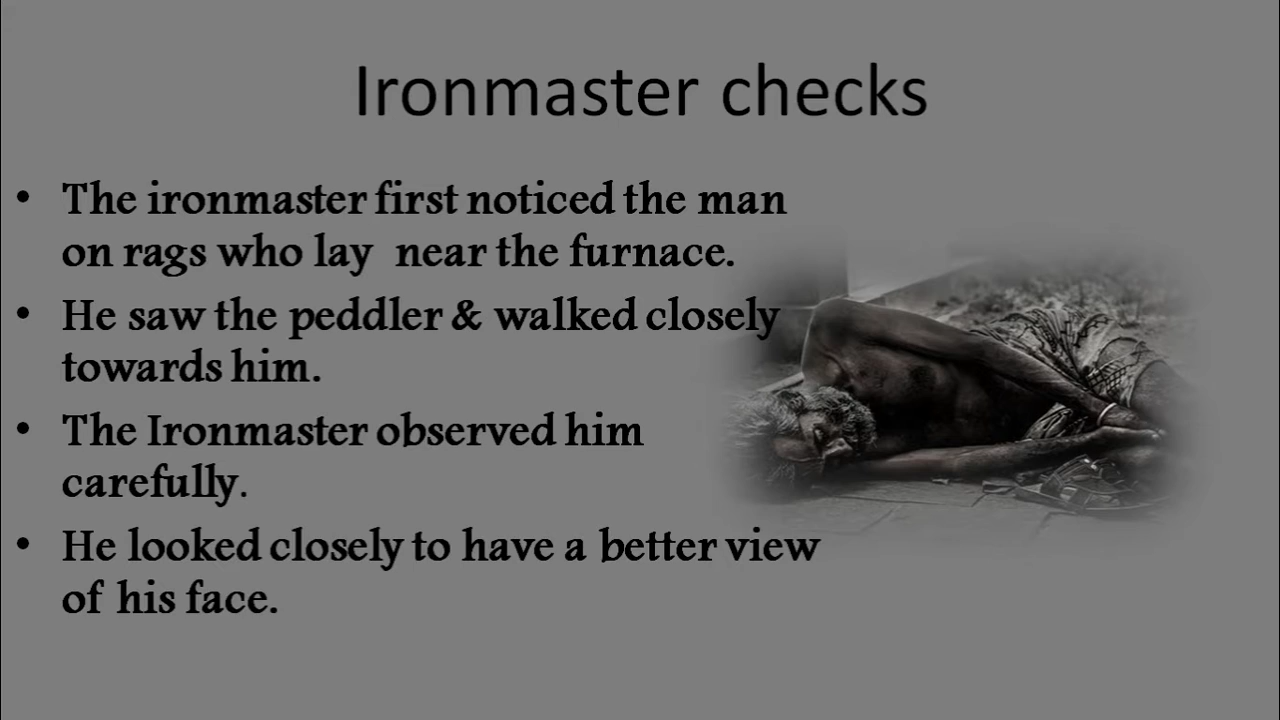 Ironmaster checks
• The ironmaster first noticed the man
on rags who lay  near the furnace.
• He saw the peddler & walked closely
towards him.
• The Ironmaster observed him
carefully.
• He looked closely to have a better view
of his face.